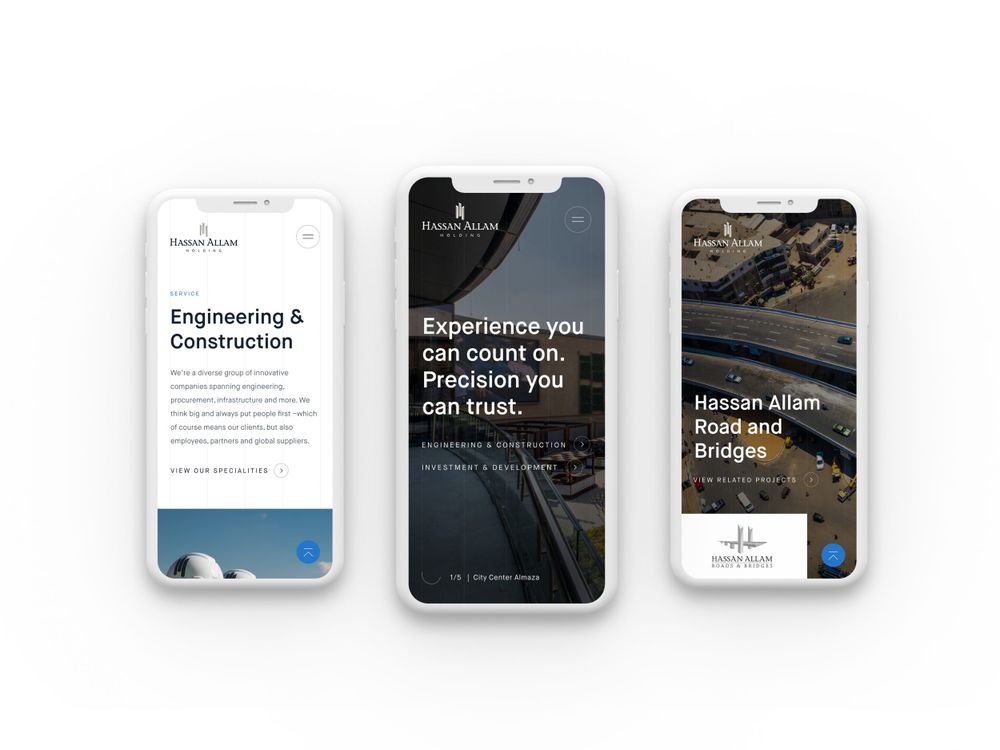 HASSAN ALLAM
HOLDING
SERVICE
Engineering &
Construction
We're a diverse group of innovative
companies spanning engineering,
procurement, infrastructure and more. We
think big and always put people first –which
of course means our clients, but also
employees, partners and global suppliers.
VIEW OUR SPECIALITIES
HASSAN ALLAM
HOLDING
Experience you
can count on.
Precision you
can trust.
ENGINEERING & CONSTRUCTION
INVESTMENT & DEVELOPMENT
1/5 | City Center Almaza
HASSAN ALLAM
HOLDING
Hassan Allam
Road and
Bridges
VIEW RELATED PROJECTS
HASSAN ALLAM
ROADS & BRIDGES